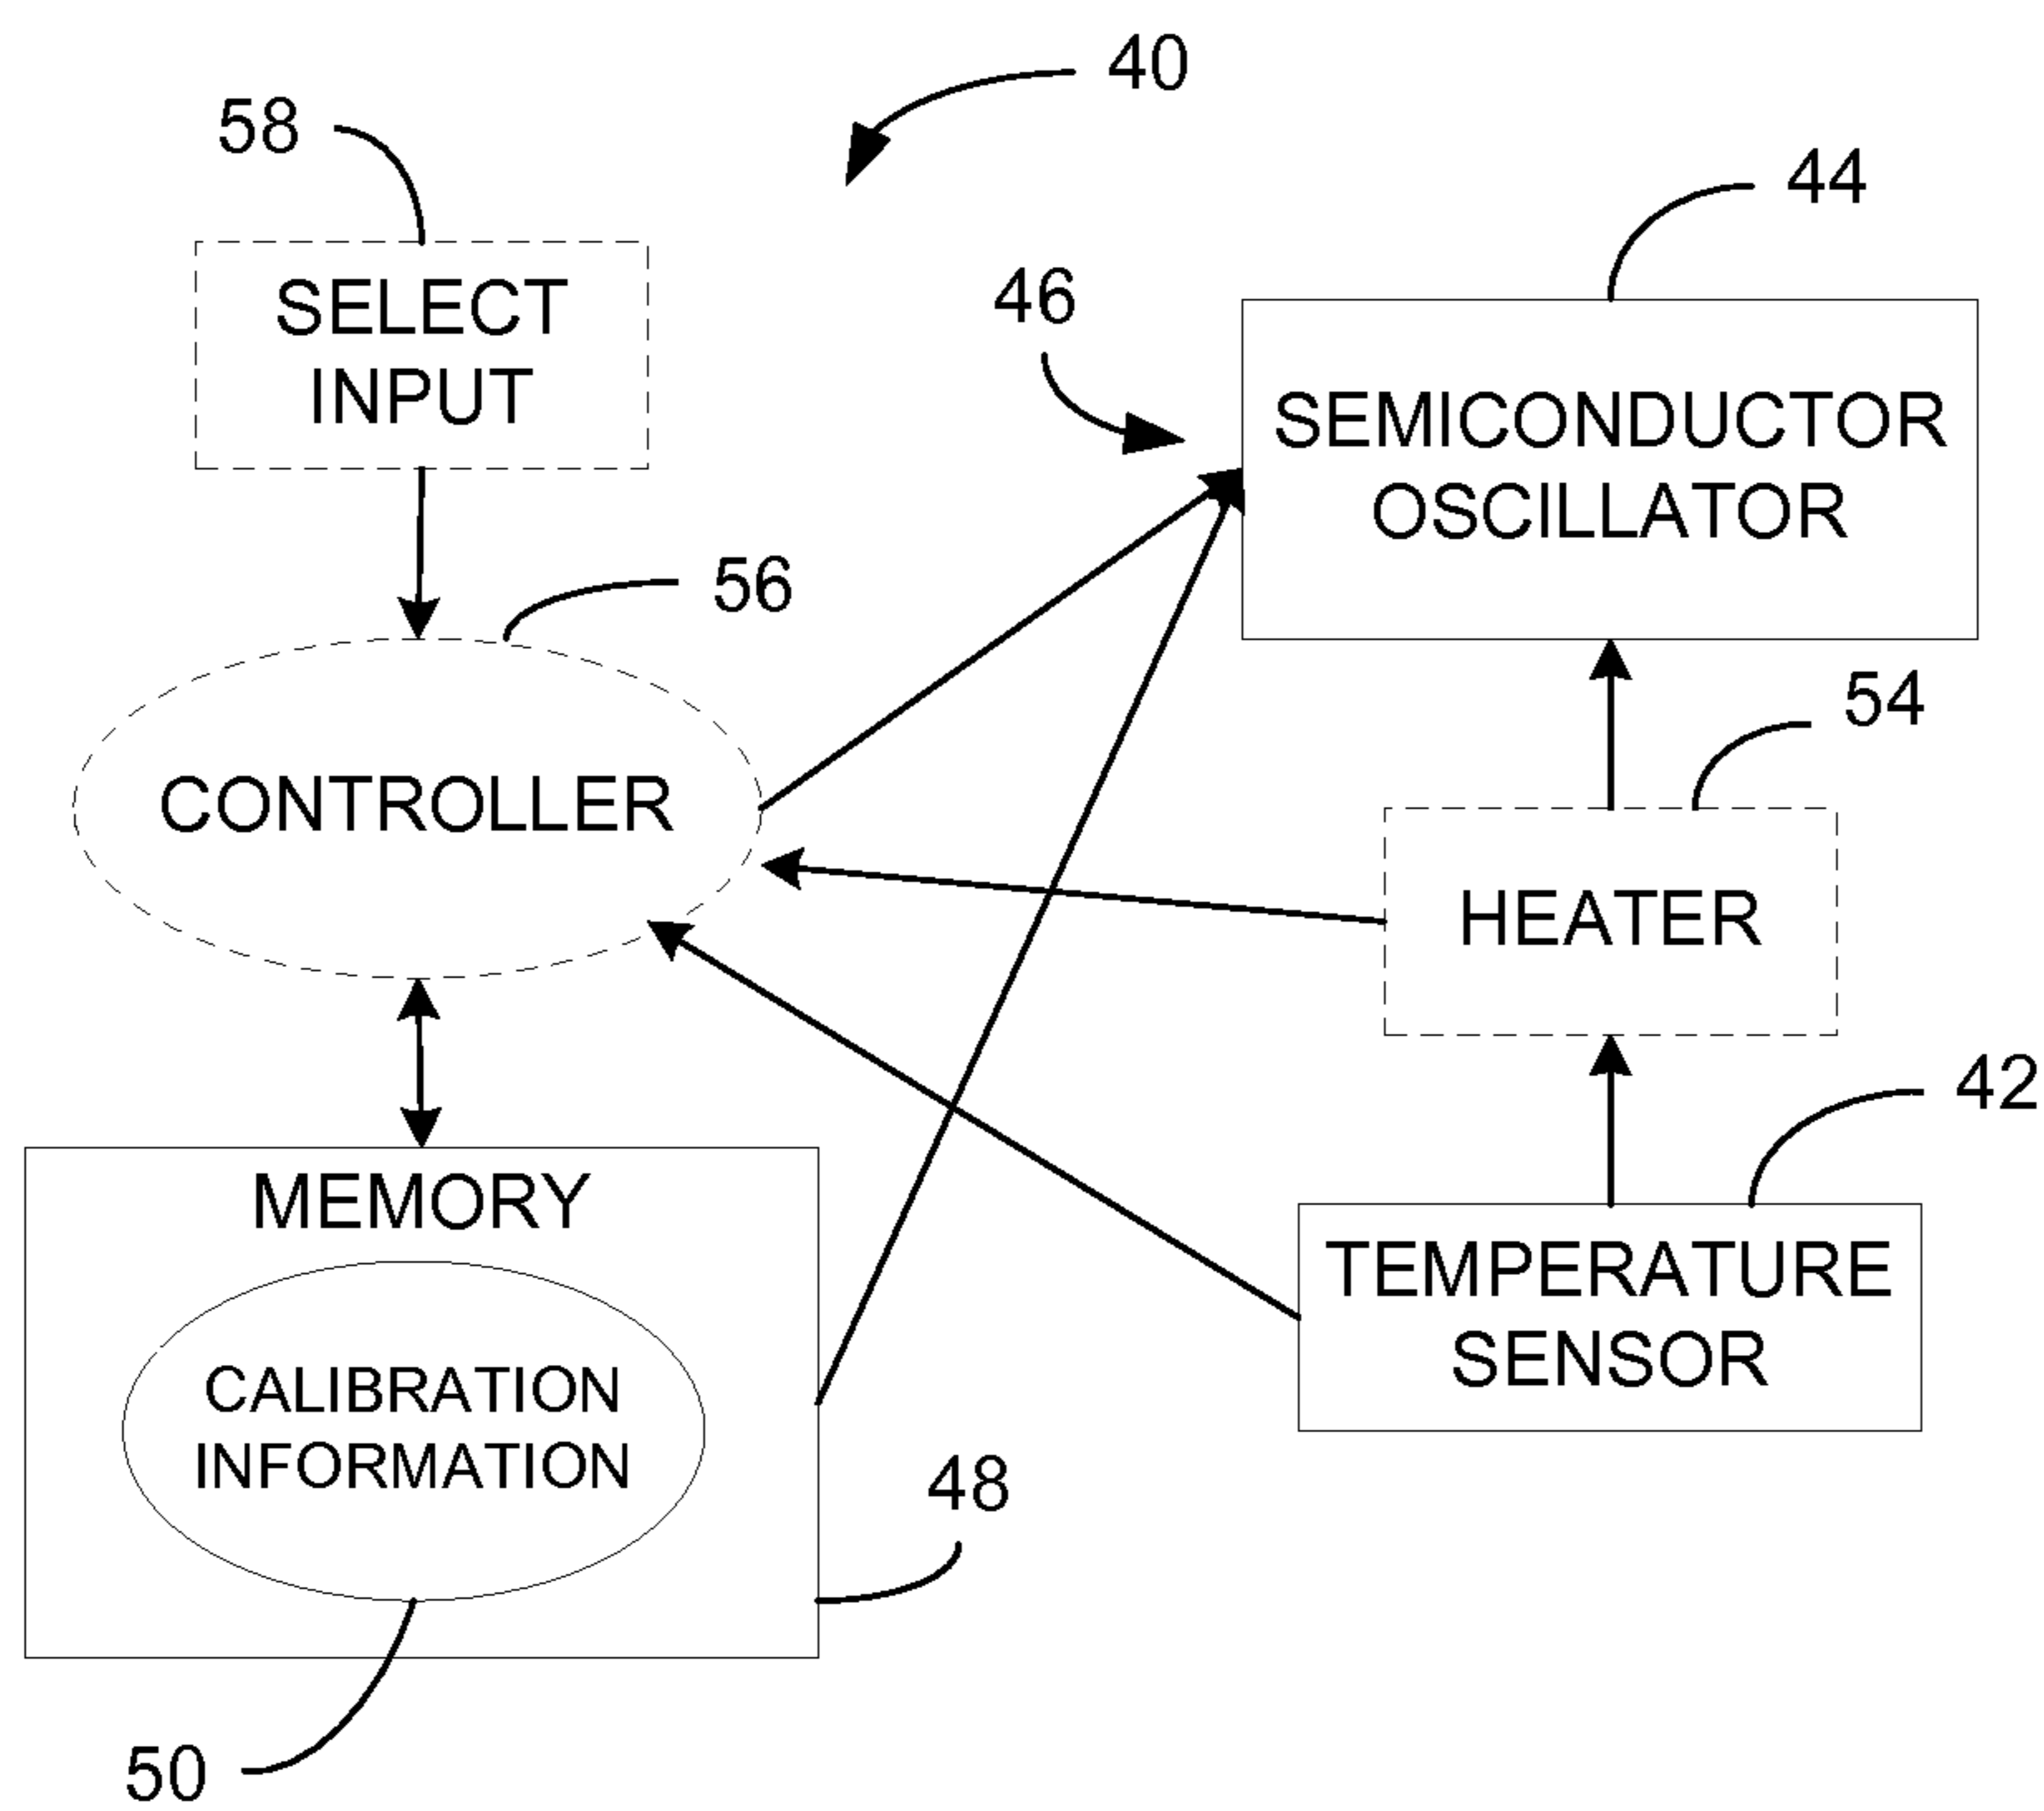 40
58
44
SELECT
INPUT
46
SEMICONDUCTOR
OSCILLATOR
56
54
CONTROLLER
HEATER
42
MEMORY
TEMPERATURE
SENSOR
CALIBRATION
INFORMATION
48
50